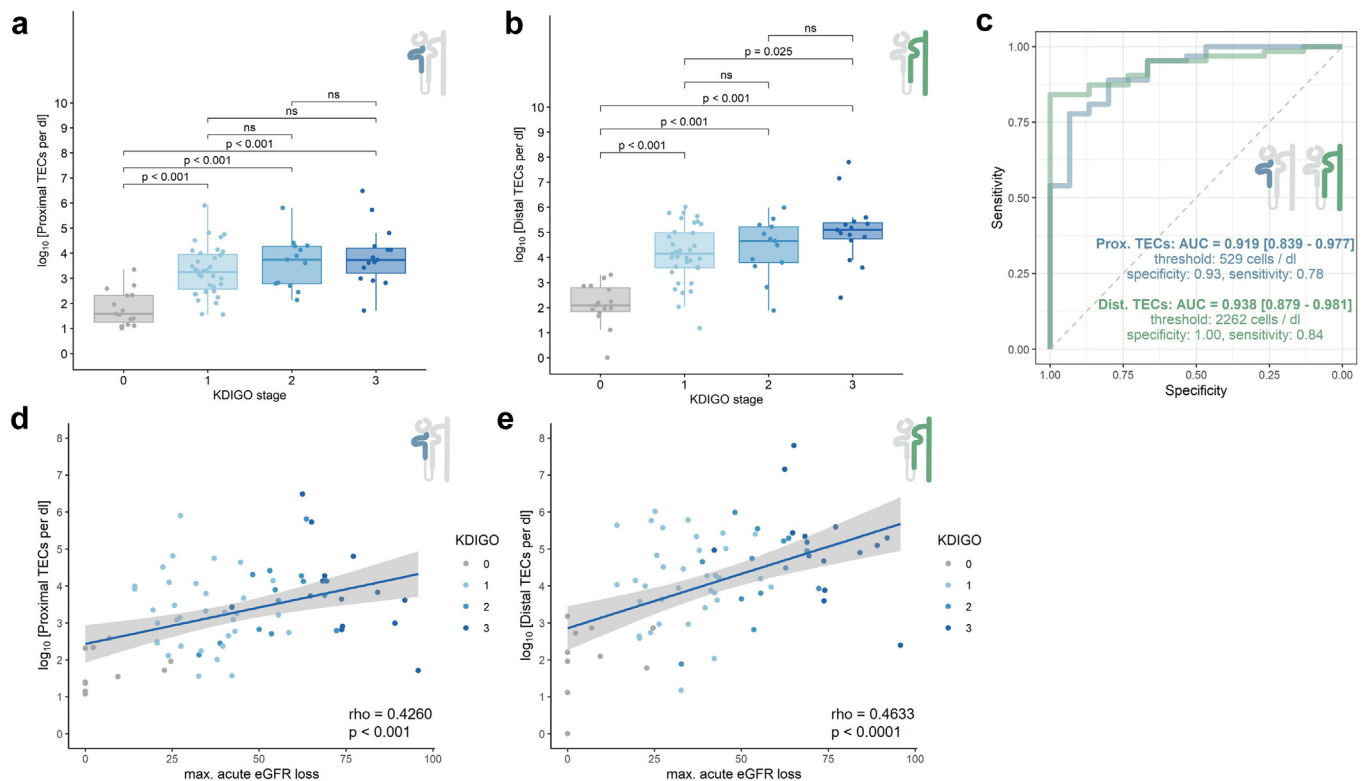 a
ns
ns
ns
p < 0.001
p < 0.001
p < 0.001
log₁₀ [Proximal TECs per dl]
10
9
8
7
6
5
4
3
2
1
0
0 1 2 3
KDIGO stage
b
ns
p = 0.025
ns
p < 0.001
p < 0.001
p < 0.001
log₁₀ [Distal TECs per dl]
10
9
8
7
6
5
4
3
2
1
0
0 1 2 3
KDIGO stage
c
Sensitivity
1.00
0.75
0.50
0.25
0.00
Prox. TECs: AUC = 0.919 [0.839 - 0.977]
threshold: 529 cells / dl
specificity: 0.93, sensitivity: 0.78
Dist. TECs: AUC = 0.938 [0.879 - 0.981]
threshold: 2262 cells / dl
specificity: 1.00, sensitivity: 0.84
1.00 0.75 0.50 0.25 0.00
Specificity
d
log₁₀ [Proximal TECs per dl]
8
7
6
5
4
3
2
1
0
rho = 0.4260
p < 0.001
0 25 50 75 100
max. acute eGFR loss
KDIGO
0
1
2
3
e
log₁₀ [Distal TECs per dl]
8
7
6
5
4
3
2
1
0
rho = 0.4633
p < 0.0001
0 25 50 75 100
max. acute eGFR loss
KDIGO
0
1
2
3